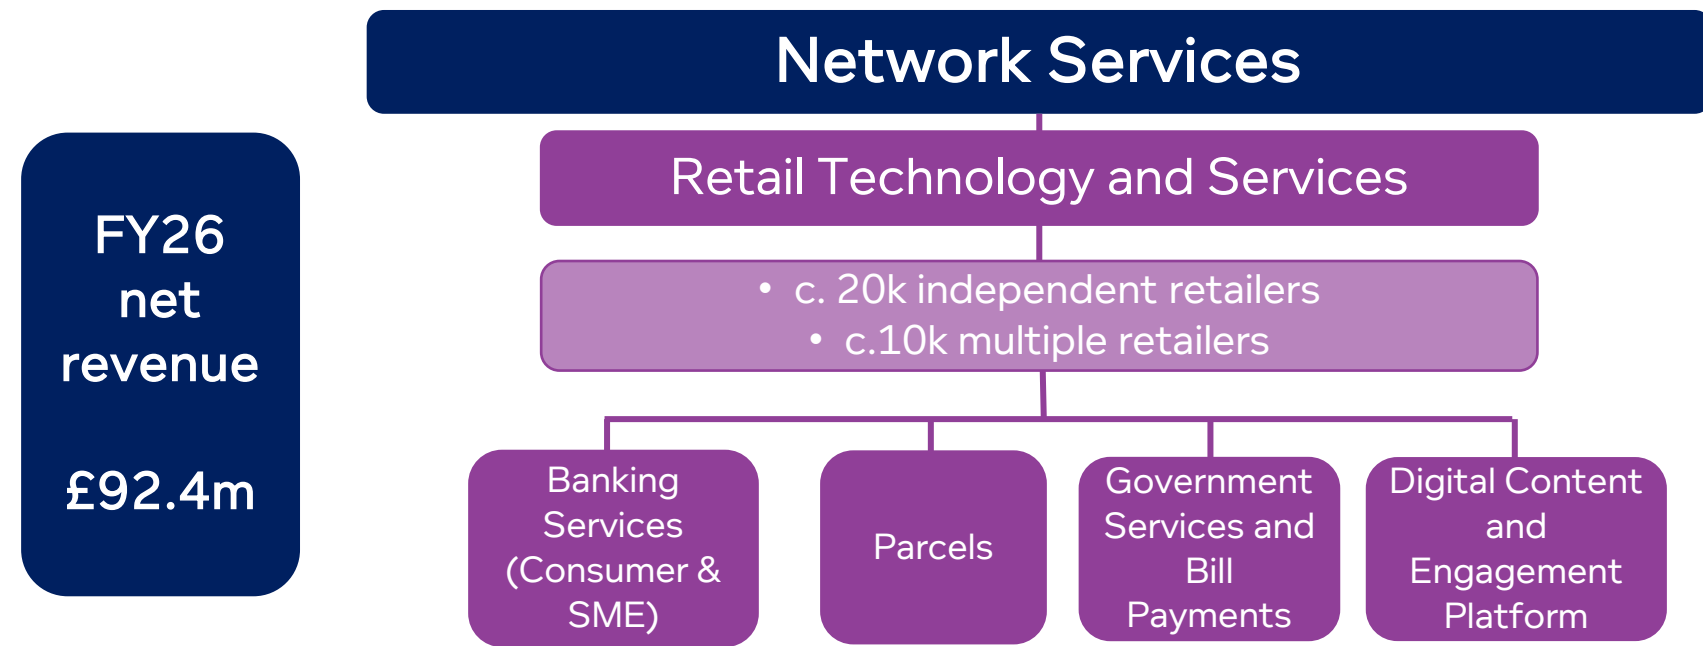 Network Services
Retail Technology and Services
FY26
net
revenue
£92.4m
• c. 20k independent retailers
• c.10k multiple retailers
Banking
Services
(Consumer &
SME)
Parcels
Government
Services and
Bill
Payments
Digital Content
and
Engagement
Platform